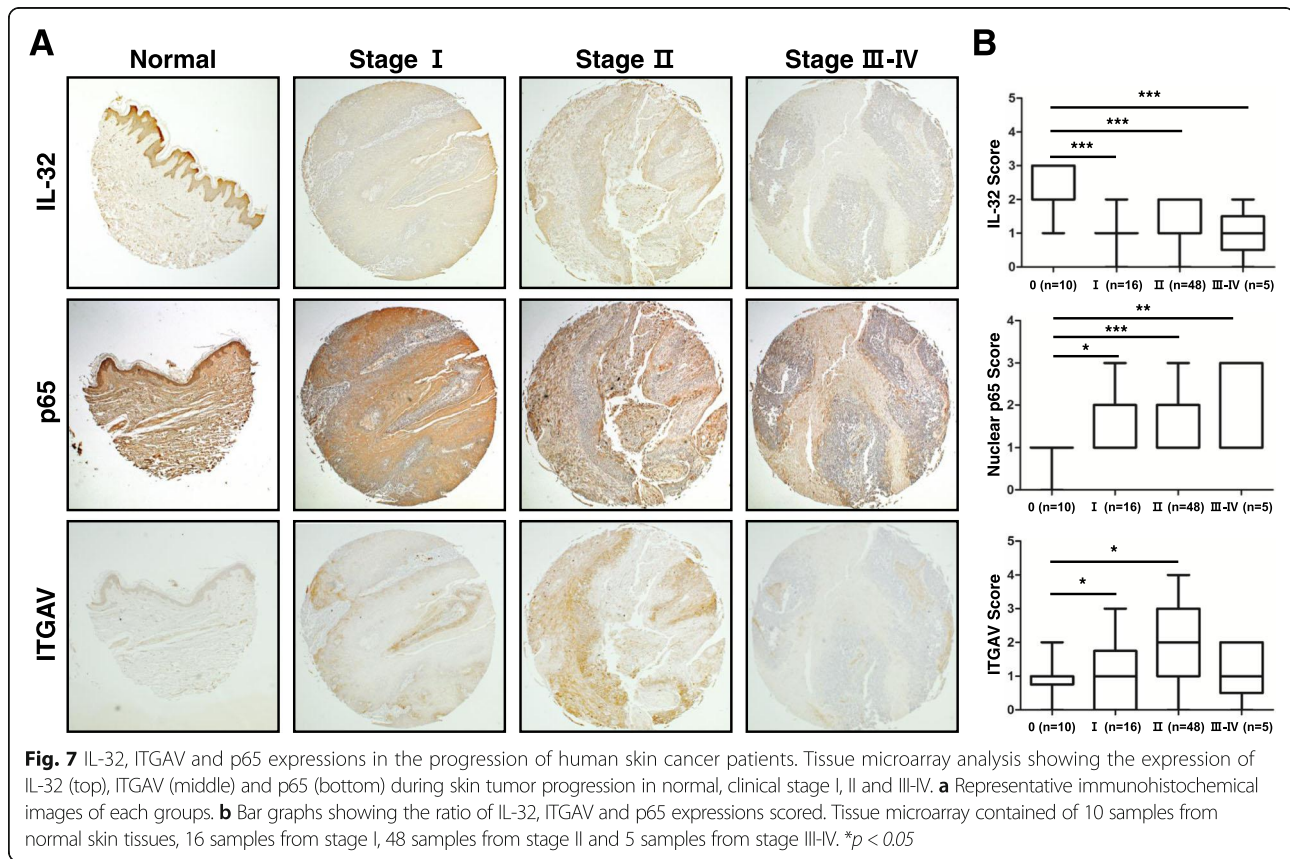 A
B
Normal
Stage Ⅰ
Stage Ⅱ
Stage Ⅲ-Ⅳ
IL-32
p65
ITGAV
IL-32 Score
5
4
3
2
1
0
***
***
***
0 (n=10) Ⅰ (n=16) Ⅱ (n=48) Ⅲ-Ⅳ (n=5)
Nuclear p65 Score
4
3
2
1
0
**
***
*
0 (n=10) Ⅰ (n=16) Ⅱ (n=48) Ⅲ-Ⅳ (n=5)
ITGAV Score
5
4
3
2
1
0
*
*
0 (n=10) Ⅰ (n=16) Ⅱ (n=48) Ⅲ-Ⅳ (n=5)
Fig. 7 IL-32, ITGAV and p65 expressions in the progression of human skin cancer patients. Tissue microarray analysis showing the expression of
IL-32 (top), ITGAV (middle) and p65 (bottom) during skin tumor progression in normal, clinical stage I, II and III-IV. a Representative immunohistochemical
images of each groups. b Bar graphs showing the ratio of IL-32, ITGAV and p65 expressions scored. Tissue microarray contained of 10 samples from
normal skin tissues, 16 samples from stage I, 48 samples from stage II and 5 samples from stage III-IV. *p < 0.05